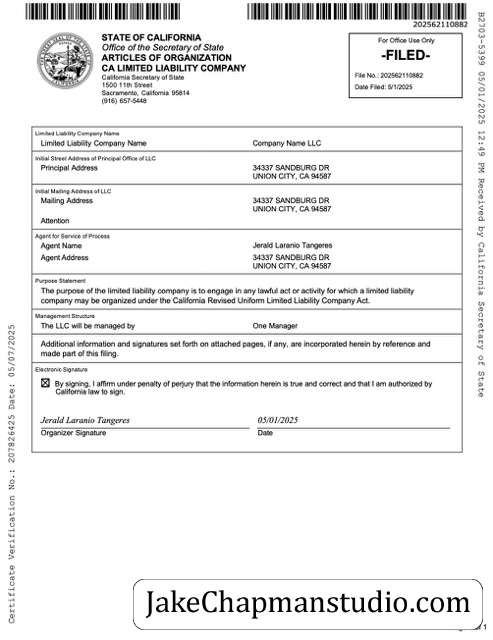 202562110882
STATE OF CALIFORNIA
Office of the Secretary of State
ARTICLES OF ORGANIZATION
CA LIMITED LIABILITY COMPANY
California Secretary of State
1500 11th Street
Sacramento, California 95814
(916) 657-5448
For Office Use Only
-FILED-
File No.: 202562110882
Date Filed: 5/1/2025
Limited Liability Company Name
Limited Liability Company Name Company Name LLC
Initial Street Address of Principal Office of LLC
Principal Address 34337 SANDBURG DR
UNION CITY, CA 94587
Initial Mailing Address of LLC
Mailing Address 34337 SANDBURG DR
UNION CITY, CA 94587
Attention
Agent for Service of Process
Agent Name Jerald Laranio Tangeres
Agent Address 34337 SANDBURG DR
UNION CITY, CA 94587
Purpose Statement
The purpose of the limited liability company is to engage in any lawful act or activity for which a limited liability
company may be organized under the California Revised Uniform Limited Liability Company Act.
Management Structure
The LLC will be managed by One Manager
Additional information and signatures set forth on attached pages, if any, are incorporated herein by reference and
made part of this filing.
Electronic Signature
By signing, I affirm under penalty of perjury that the information herein is true and correct and that I am authorized by
California law to sign.
Jerald Laranio Tangeres 05/01/2025
Organizer Signature Date
B2703-5399 05/01/2025 12:49 PM Received by California Secretary of State
Certificate Verification No.: 207826425 Date: 05/07/2025
JakeChapmanstudio.com